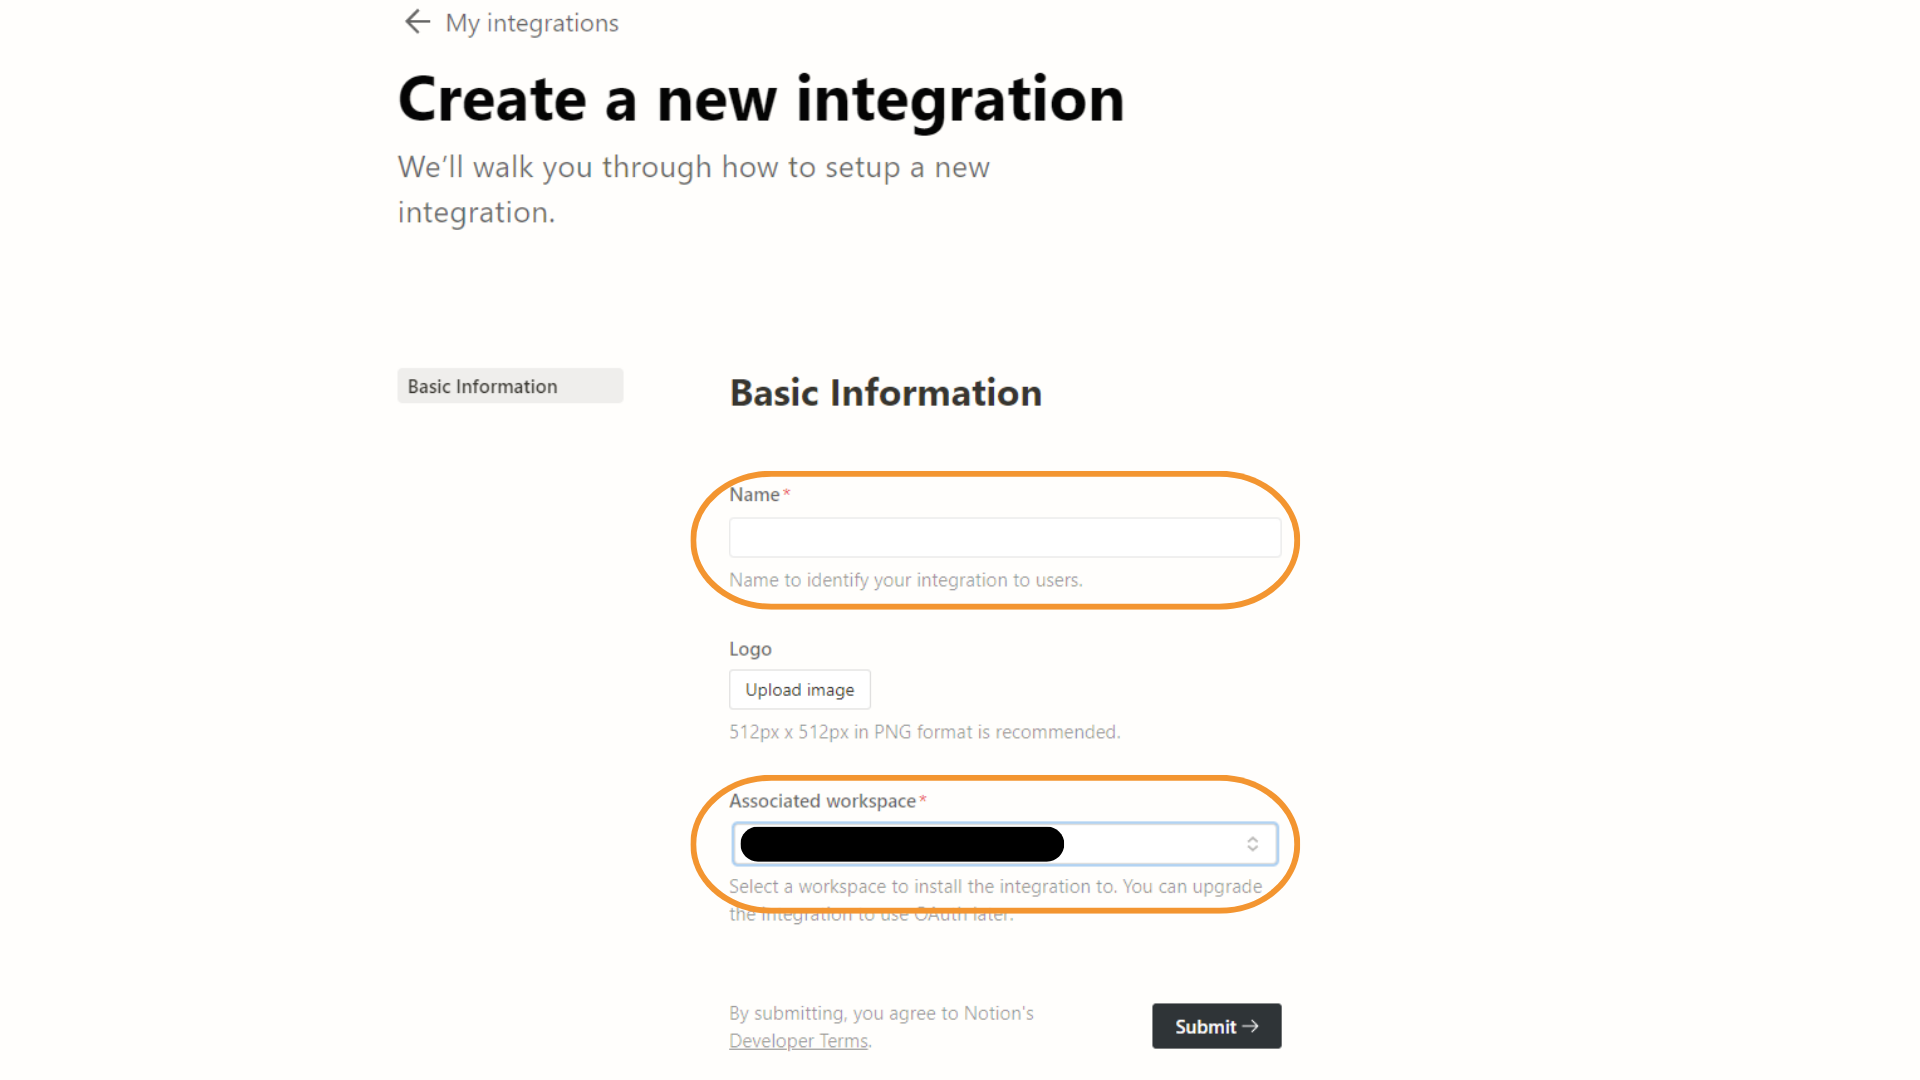 My integrations
Create a new integration
We’ll walk you through how to setup a new
integration.
Basic Information
Basic Information
Name*
Name to identify your integration to users.
Logo
Upload image
512px x 512px in PNG format is recommended.
Associated workspace*
Select a workspace to install the integration to. You can upgrade
the integration to use OAuth later.
By submitting, you agree to Notion's
Developer Terms.
Submit